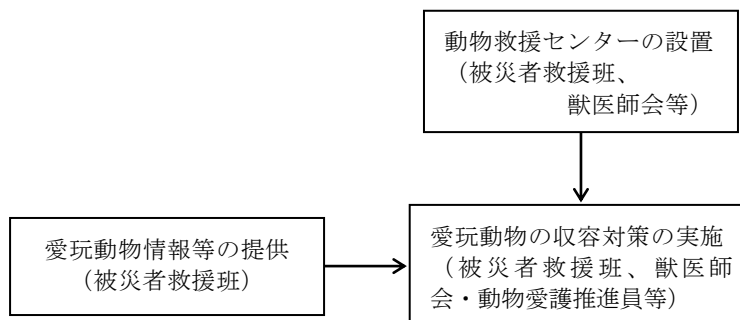 動物救援センターの設置
（被災者救援班、
獣医師会等）
愛玩動物情報等の提供
（被災者救援班）
愛玩動物の収容対策の実施
（被災者救援班、獣医師
会・動物愛護推進員等）